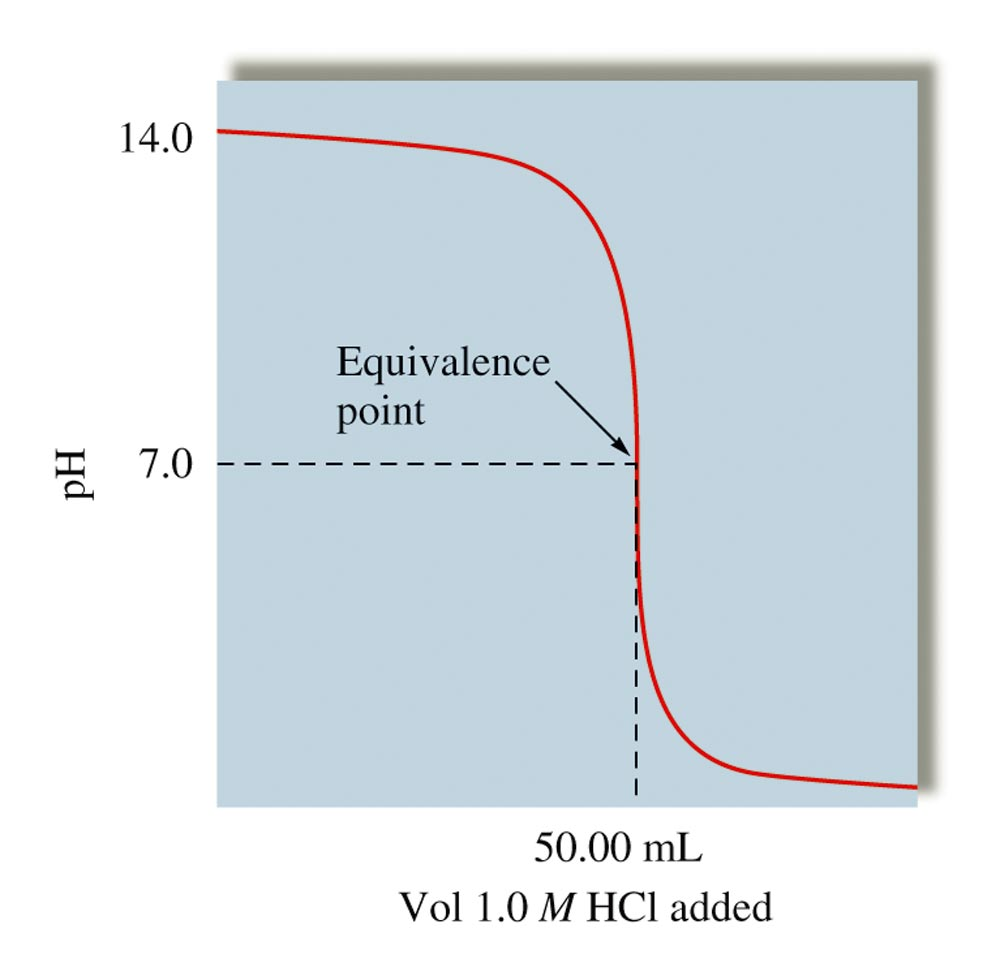 14.0
Equivalence
point
7.0
pH
50.00 mL
Vol 1.0 M HCl added